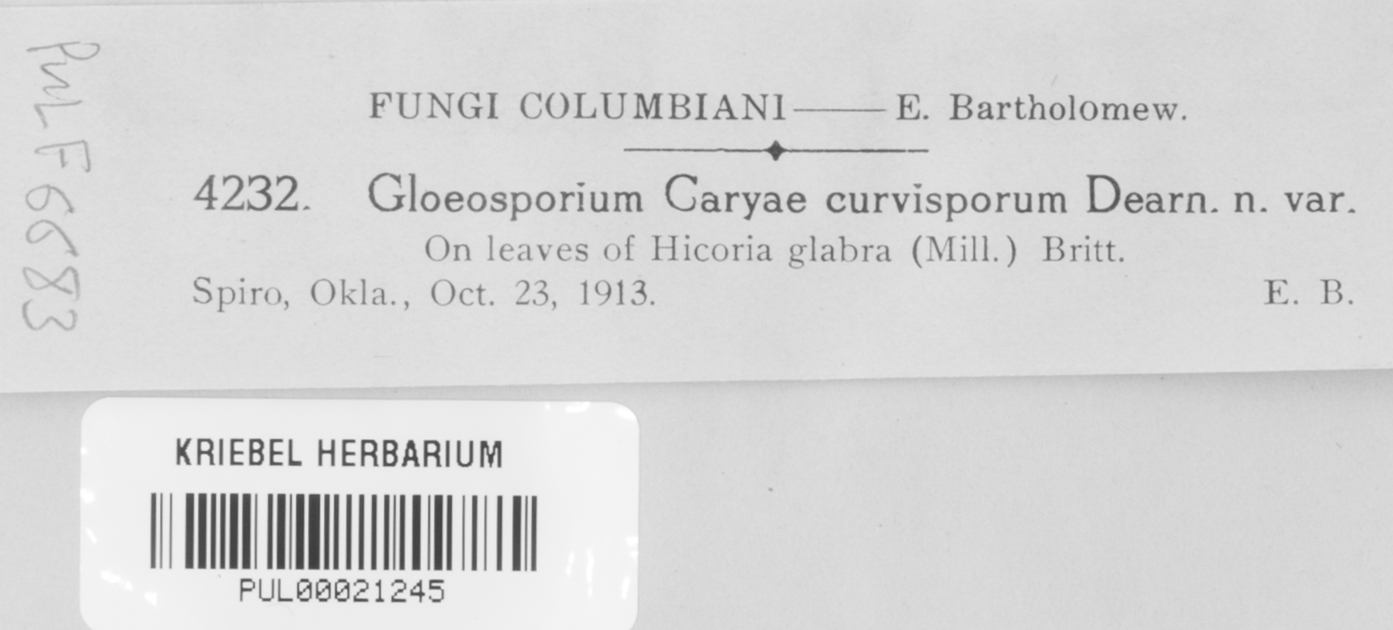 PUL F 6683
FUNGI COLUMBIANI—E. Bartholomew.
4232. Gloeosporium Caryae curvisporum Dearn. n. var.
On leaves of Hicoria glabra (Mill.) Britt.
Spiro, Okla., Oct. 23, 1913. E. B.
KRIEBEL HERBARIUM
PUL00021245